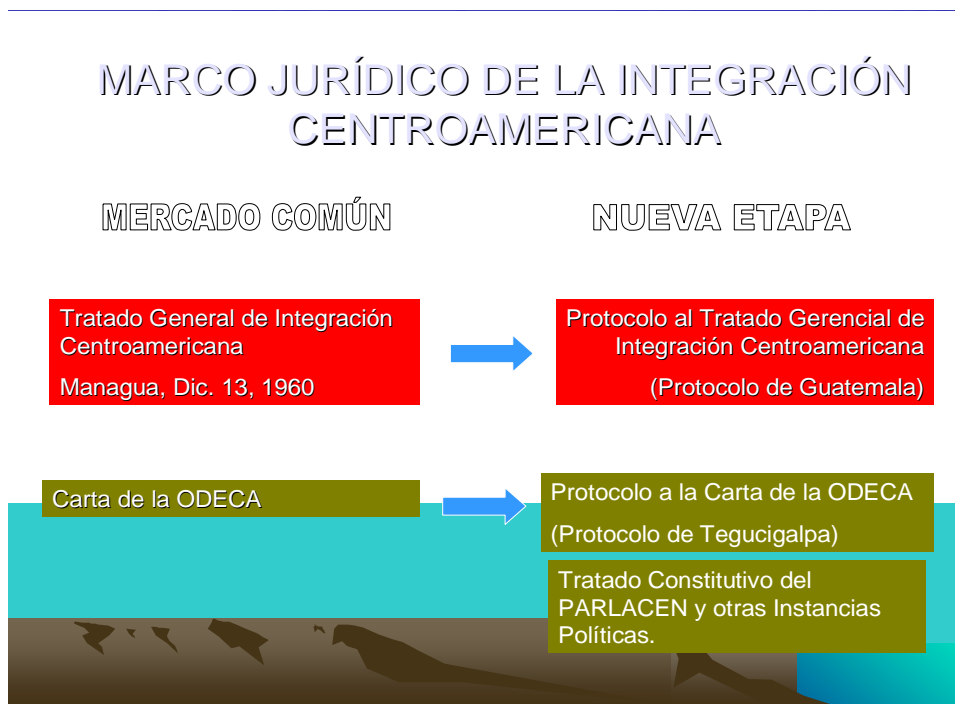 MARCO JURÍDICO DE LA INTEGRACIÓN
CENTROAMERICANA
MERCADO COMÚN
NUEVA ETAPA
Tratado General de Integración
Centroamericana
Managua, Dic. 13, 1960
Protocolo al Tratado Gerencial de
Integración Centroamericana
(Protocolo de Guatemala)
Carta de la ODECA
Protocolo a la Carta de la ODECA
(Protocolo de Tegucigalpa)
Tratado Constitutivo del
PARLACEN y otras Instancias
Políticas.